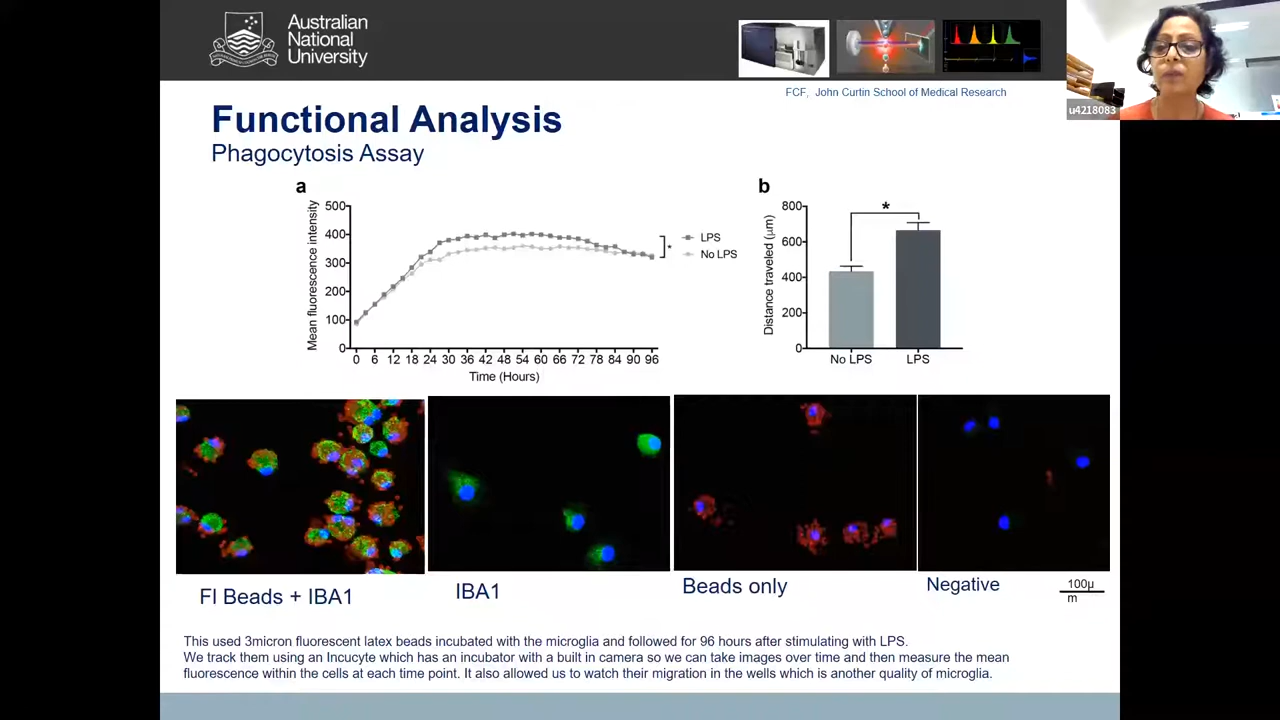 Australian
National
University
FCF, John Curtin School of Medical Research
u4218083
Functional Analysis
Phagocytosis Assay
a
Mean fluorescence intensity
500
400
300
200
100
0
0 6 12 18 24 30 36 42 48 54 60 66 72 78 84 90 96
Time (Hours)
*
LPS
No LPS
b
Distance traveled (μm)
800
600
400
200
0
*
No LPS LPS
Fl Beads + IBA1
IBA1
Beads only
Negative
100μ
m
This used 3micron fluorescent latex beads incubated with the microglia and followed for 96 hours after stimulating with LPS.
We track them using an Incucyte which has an incubator with a built in camera so we can take images over time and then measure the mean
fluorescence within the cells at each time point. It also allowed us to watch their migration in the wells which is another quality of microglia.